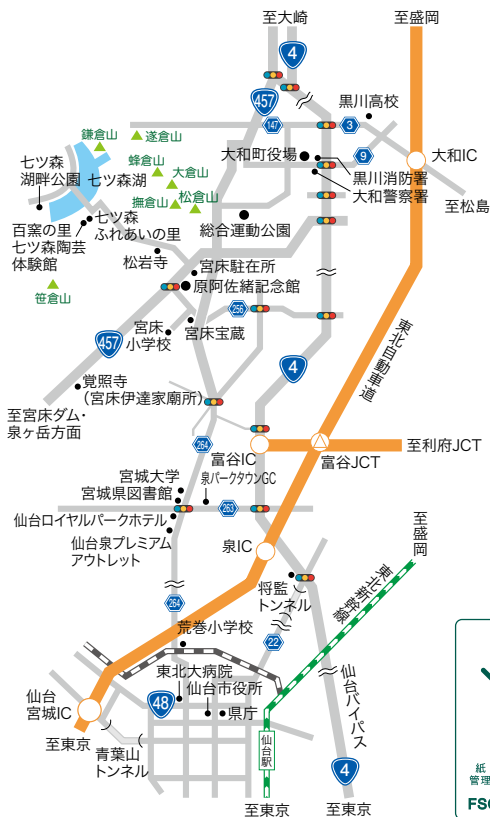 至大崎
至盛岡
4
457
黒川高校
147
3
鎌倉山
遂倉山
9
大和IC
大和町役場
蜂倉山
大倉山
黒川消防署
大和警察署
七ツ森
湖畔公園
七ツ森湖
撫倉山
松倉山
至松島
百窯の里
七ツ森陶芸
体験館
七ツ森
ふれあいの里
総合運動公園
松岩寺
宮床駐在所
笹倉山
原阿佐緒記念館
256
宮床
小学校
宮床宝蔵
457
東北自動車道
4
覚照寺
(宮床伊達家廟所)
至宮床ダム・
泉ヶ岳方面
264
富谷IC
至利府JCT
富谷JCT
宮城大学
宮城県図書館
泉パークタウンGC
263
仙台ロイヤルパークホテル
仙台泉プレミアム
アウトレット
泉IC
至盛岡
将監
トンネル
東北新幹線
264
荒巻小学校
22
東北大病院
仙台市役所
仙台バイパス
48
県庁
仙台
宮城IC
至東京
青葉山
トンネル
仙台駅
4
至東京
至東京
紙
管理
FSC